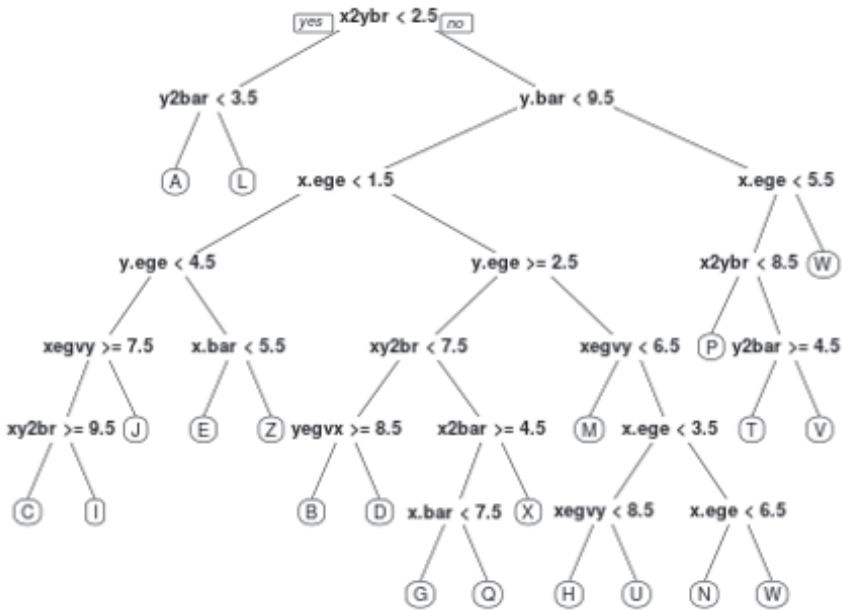 yes x2ybr < 2.5 no
y2bar < 3.5 y.bar < 9.5
A L x.ege < 1.5 x.ege < 5.5
y.ege < 4.5 y.ege >= 2.5 x2ybr < 8.5 W
xegvy >= 7.5 x.bar < 5.5 xy2br < 7.5 xegvy < 6.5 P y2bar >= 4.5
xy2br >= 9.5 J E Z yegvx >= 8.5 x2bar >= 4.5 M x.ege < 3.5 T V
C I B D x.bar < 7.5 X xegvy < 8.5 x.ege < 6.5
G Q H U N W